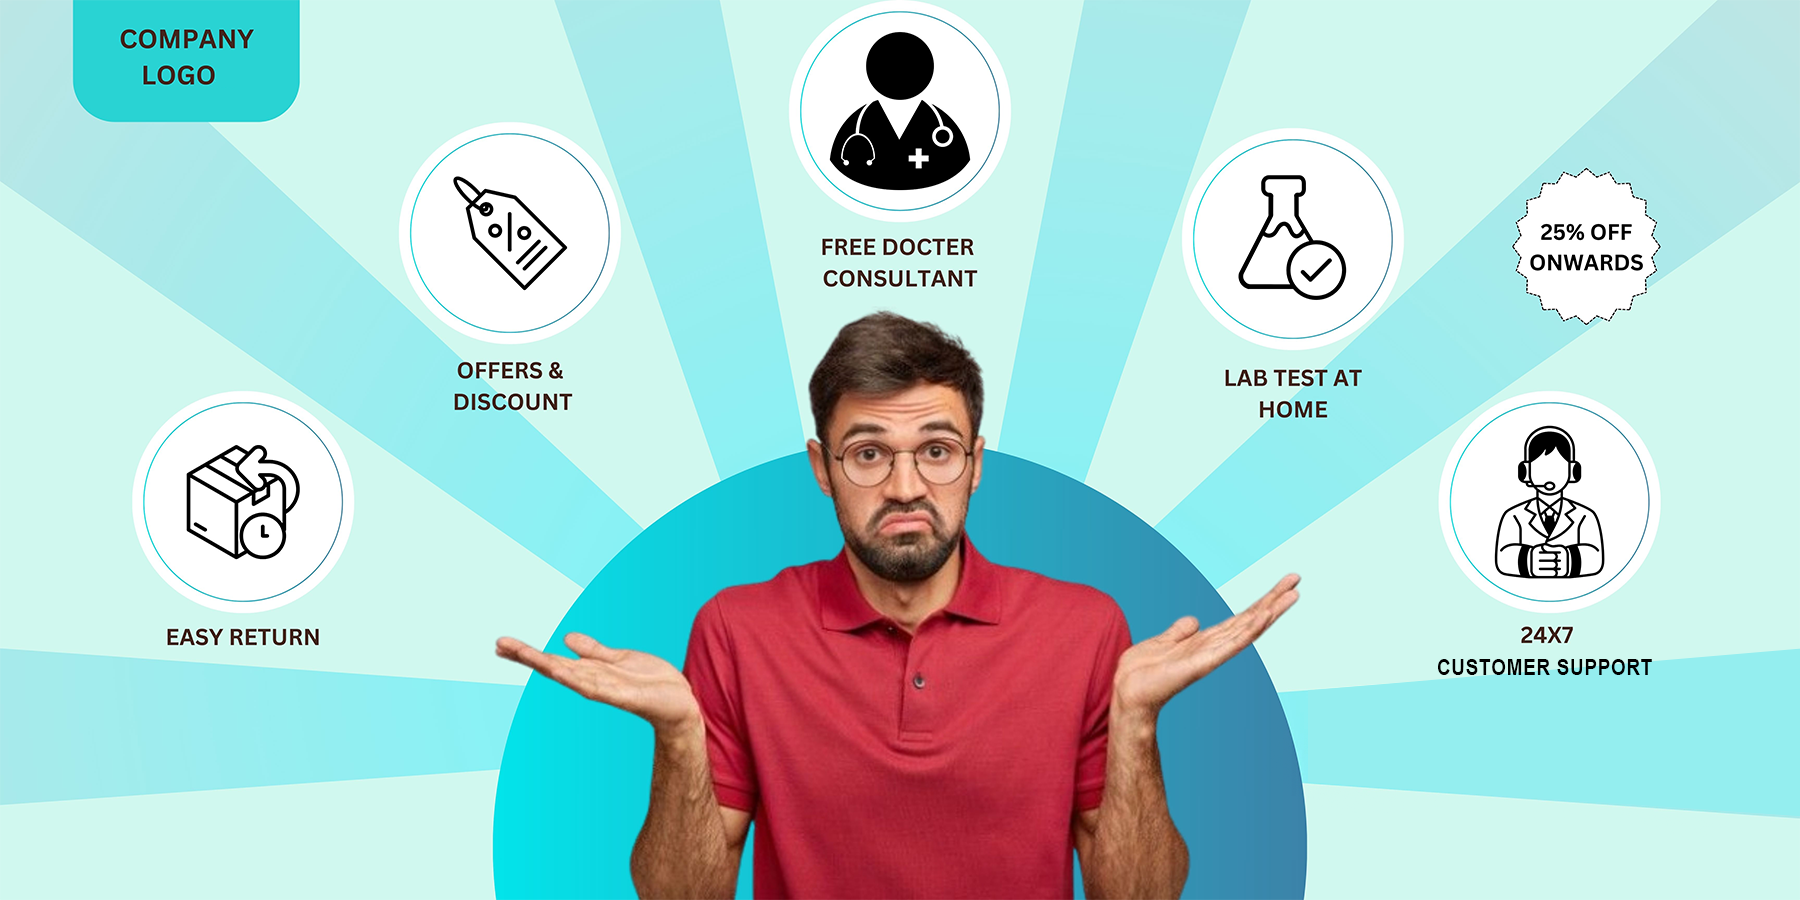 COMPANY
LOGO
FREE DOCTER
CONSULTANT
OFFERS &
DISCOUNT
LAB TEST AT
HOME
25% OFF
ONWARDS
EASY RETURN
24X7
CUSTOMER SUPPORT